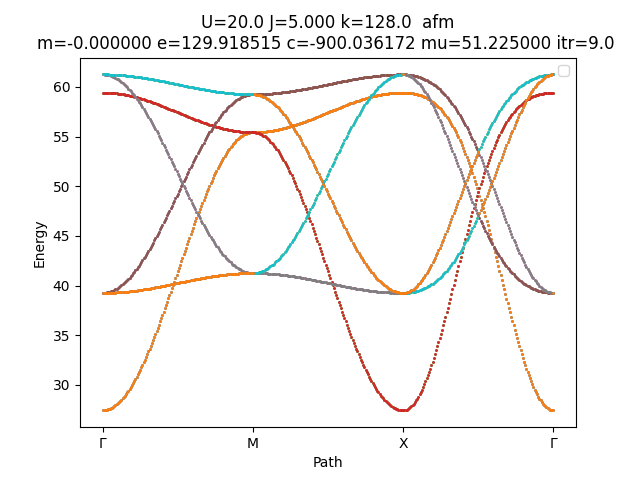 U=20.0 J=5.000 k=128.0  afm
m=-0.000000 e=129.918515 c=-900.036172 mu=51.225000 itr=9.0
60
55
50
45
40
35
30
Energy
Γ M X Γ
Path